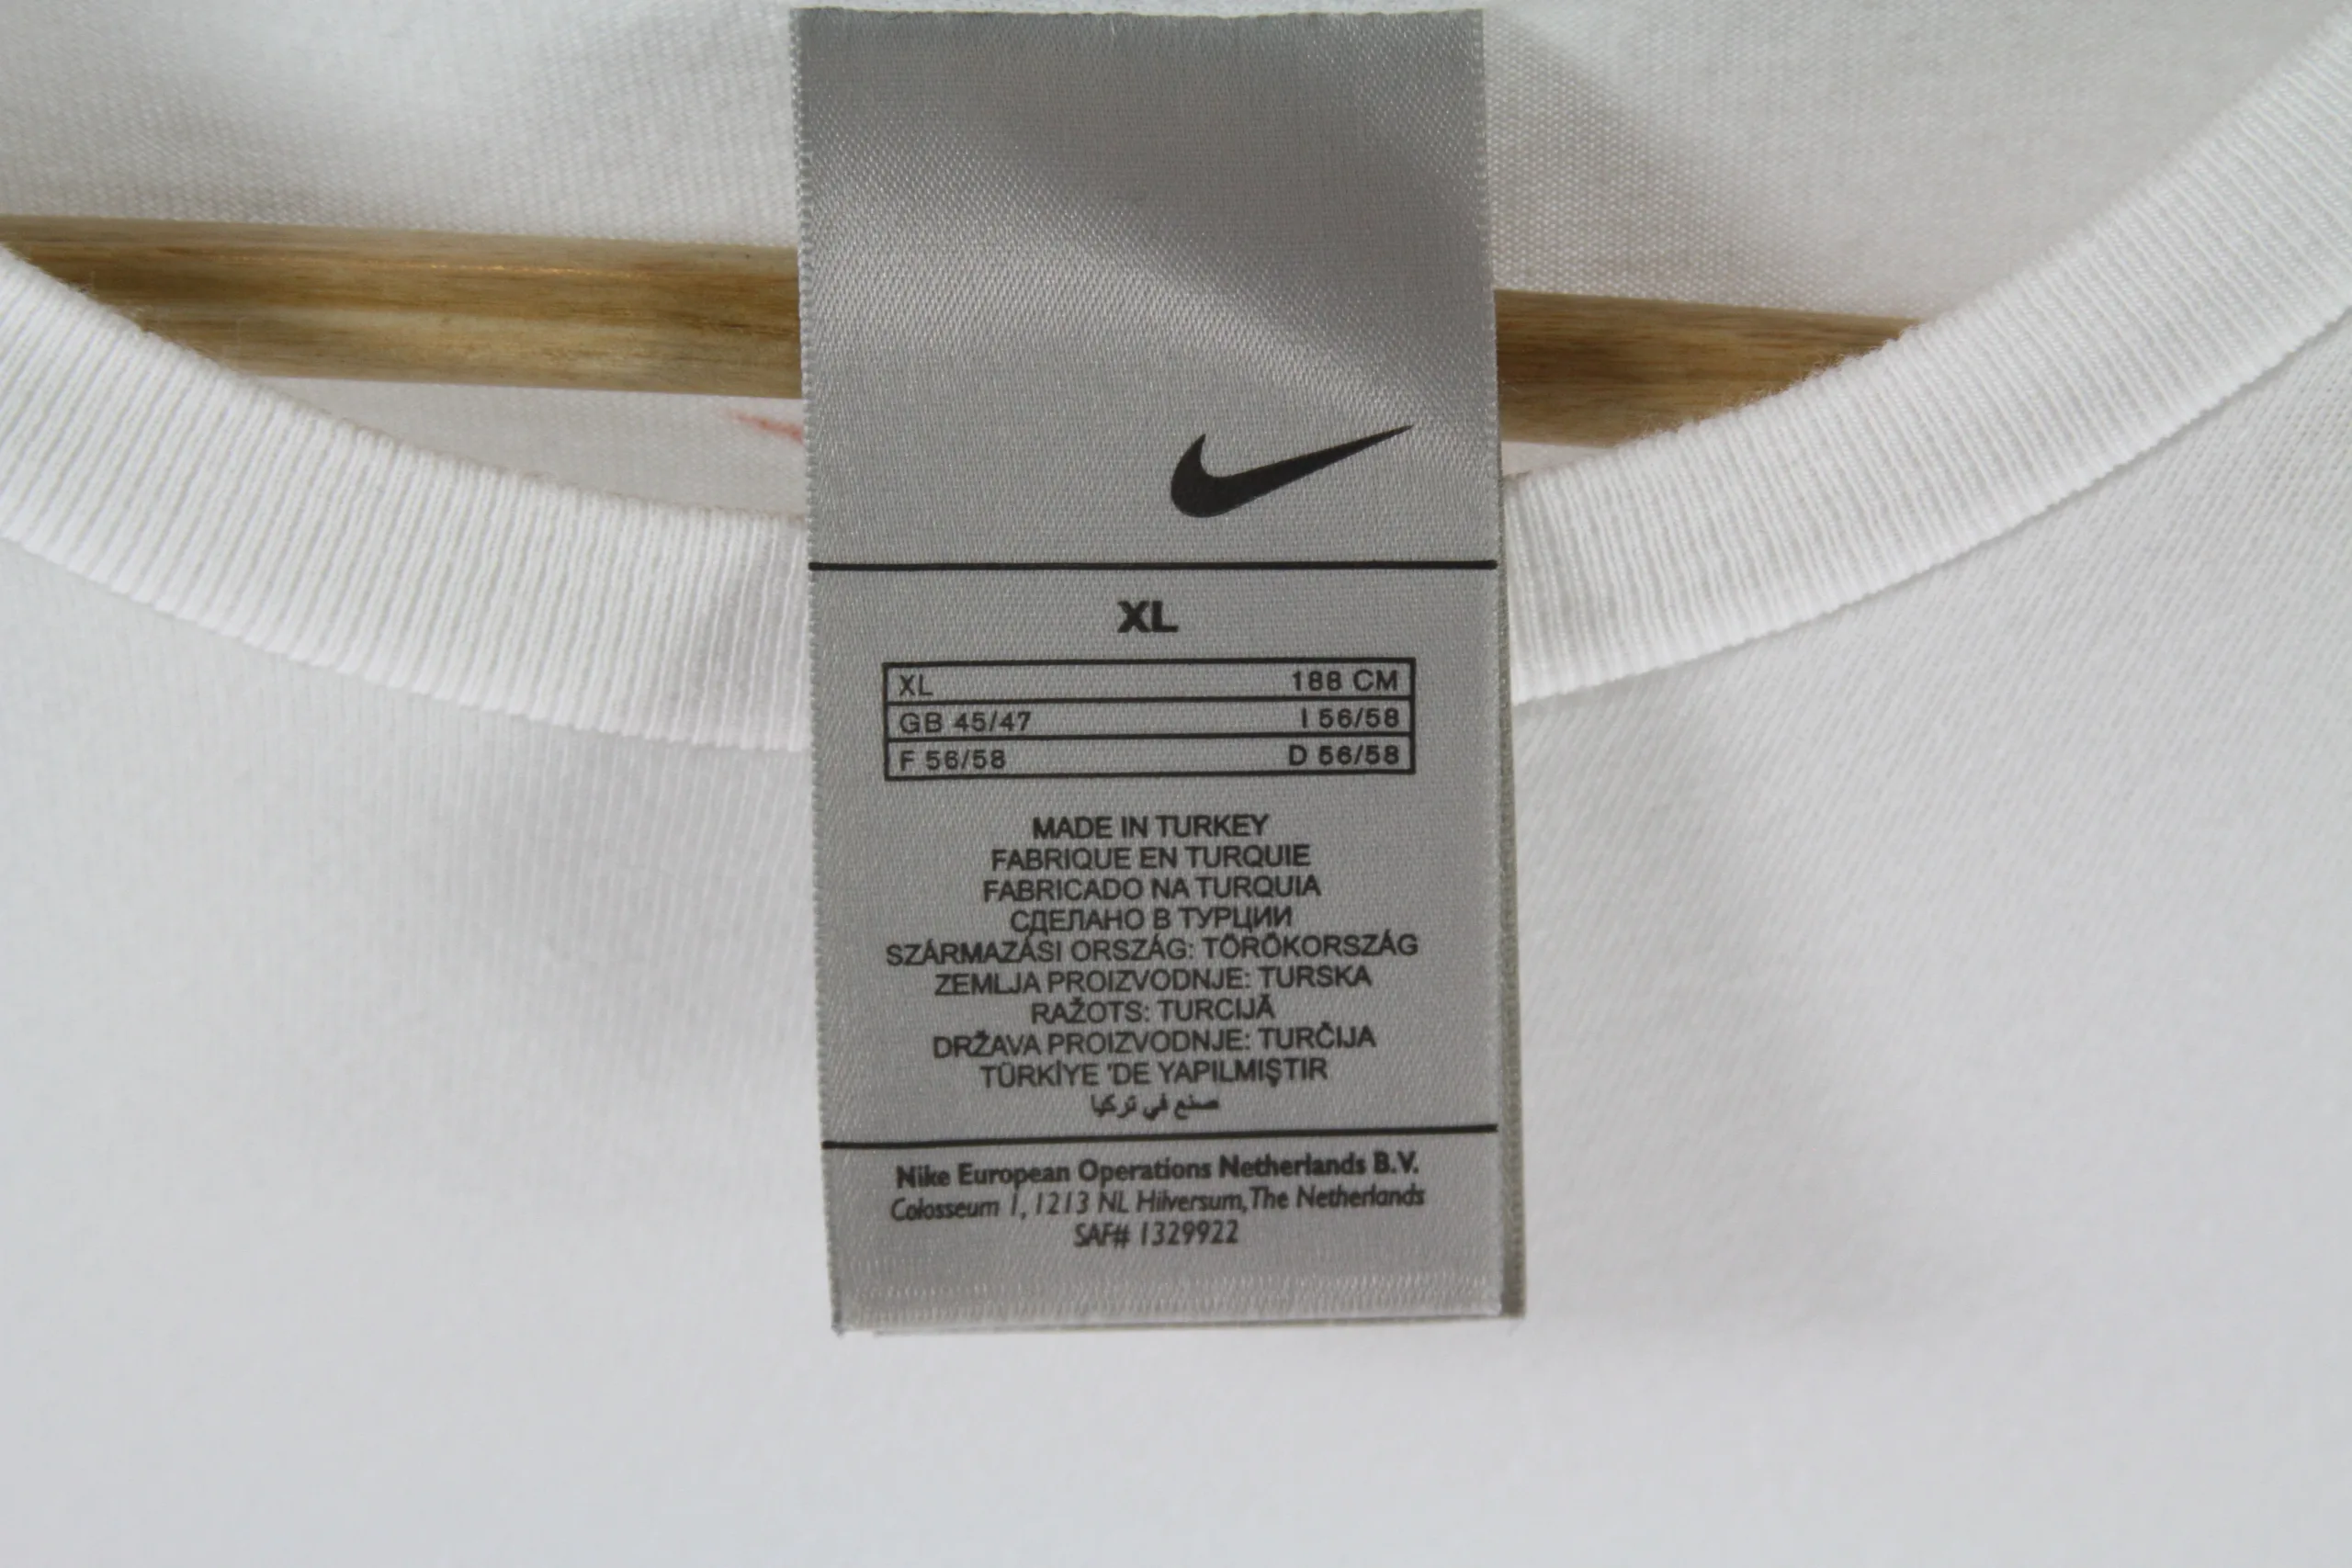 XL
XL 188 CM
GB 45/47 I 56/58
F 56/58 D 56/58
MADE IN TURKEY
FABRIQUE EN TURQUIE
FABRICADO NA TURQUIA
СДЕЛАНО В ТУРЦИИ
SZÁRMAZÁSI ORSZÁG: TÖRÖKORSZÁG
ZEMLJA PROIZVODNJE: TURSKA
RAŽOTS: TURCIJĀ
DRŽAVA PROIZVODNJE: TURČIJA
TÜRKİYE 'DE YAPILMIŞTIR
صنع في تركيا
Nike European Operations Netherlands B.V.
Colosseum 1, 1213 NL Hilversum, The Netherlands
SAF# 1329922